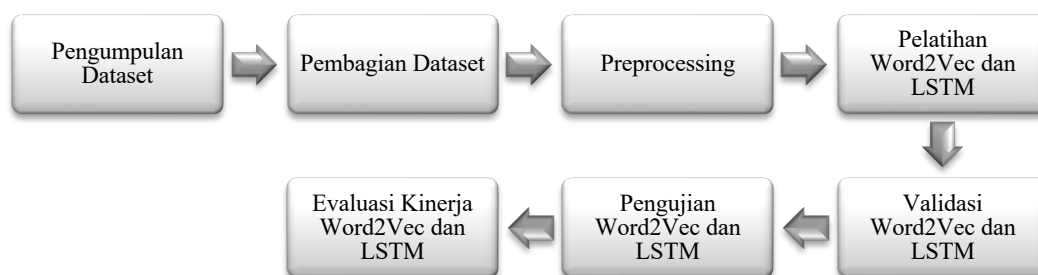 Pengumpulan
Dataset
Pembagian Dataset
Preprocessing
Pelatihan
Word2Vec dan
LSTM
Validasi
Word2Vec dan
LSTM
Pengujian
Word2Vec dan
LSTM
Evaluasi Kinerja
Word2Vec dan
LSTM